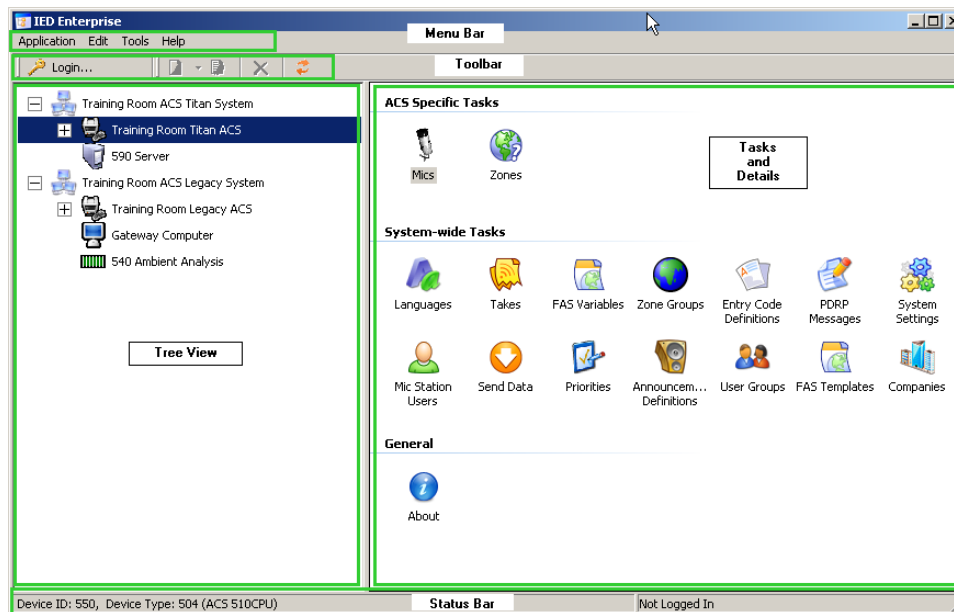 IED Enterprise
Menu Bar
Application Edit Tools Help
Toolbar
Login...
Training Room ACS Titan System
Training Room Titan ACS
590 Server
Training Room ACS Legacy System
Training Room Legacy ACS
Gateway Computer
540 Ambient Analysis
Tree View
ACS Specific Tasks
Mics
Zones
Tasks
and
Details
System-wide Tasks
Languages
Takes
FAS Variables
Zone Groups
Entry Code
Definitions
PDRP
Messages
System
Settings
Mic Station
Users
Send Data
Priorities
Announcem...
Definitions
User Groups
FAS Templates
Companies
General
About
Device ID: 550, Device Type: 504 (ACS 510CPU)
Status Bar
Not Logged In